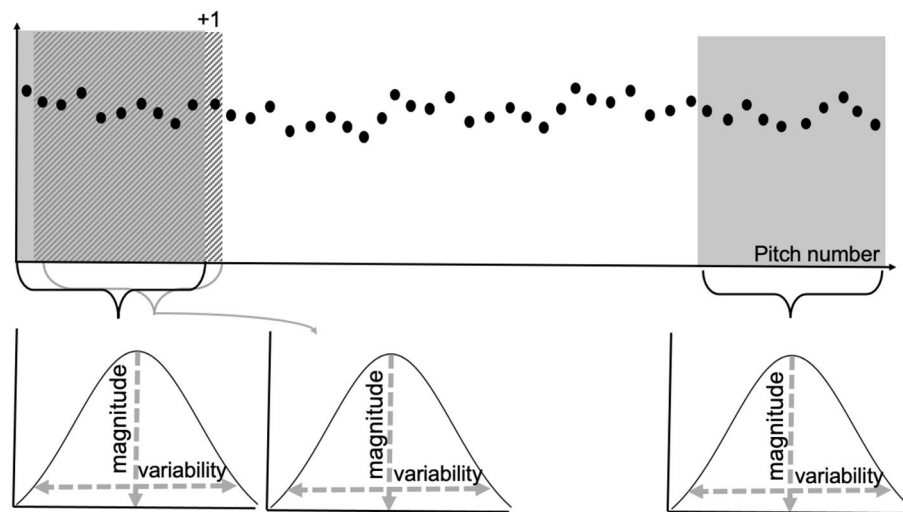 +1
Pitch number
magnitude
variability
magnitude
variability
magnitude
variability